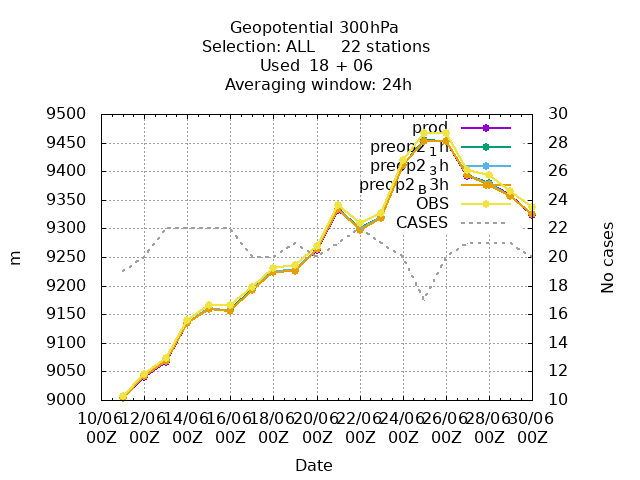 Geopotential 300hPa
Selection: ALL 22 stations
Used 18 + 06
Averaging window: 24h
9500
9450
9400
9350
9300
9250
9200
9150
9100
9050
9000
m
30
28
26
24
22
20
18
16
14
12
10
No cases
prod
preop2_1h
preop2_3h
preop2_B3h
OBS
CASES
10/06 12/06 14/06 16/06 18/06 20/06 22/06 24/06 26/06 28/06 30/06
00Z 00Z 00Z 00Z 00Z 00Z 00Z 00Z 00Z 00Z 00Z
Date